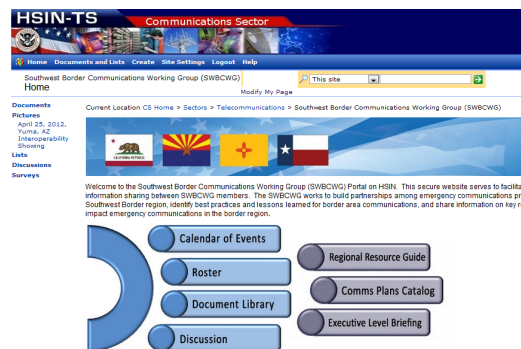 HSIN-TS
Communications Sector
Home Documents and Lists Create Site Settings Logout Help
Southwest Border Communications Working Group (SWBCWG)
Home
Modify My Page
This site
Documents
Pictures
April 25, 2012,
Yuma, AZ
Interoperability
Showing
Lists
Discussions
Surveys
Current Location CS Home > Sectors > Telecommunications > Southwest Border Communications Working Group (SWBCWG)
CALIFORNIA REPUBLIC
Welcome to the Southwest Border Communications Working Group (SWBCWG) Portal on HSIN. This secure website serves to facilita
information sharing between SWBCWG members. The SWBCWG works to build partnerships among emergency communications pr
Southwest Border region, identify best practices and lessons learned for border area communications, and share information on key r
impact emergency communications in the border region.
Calendar of Events
Roster
Document Library
Discussion
Regional Resource Guide
Comms Plans Catalog
Executive Level Briefing